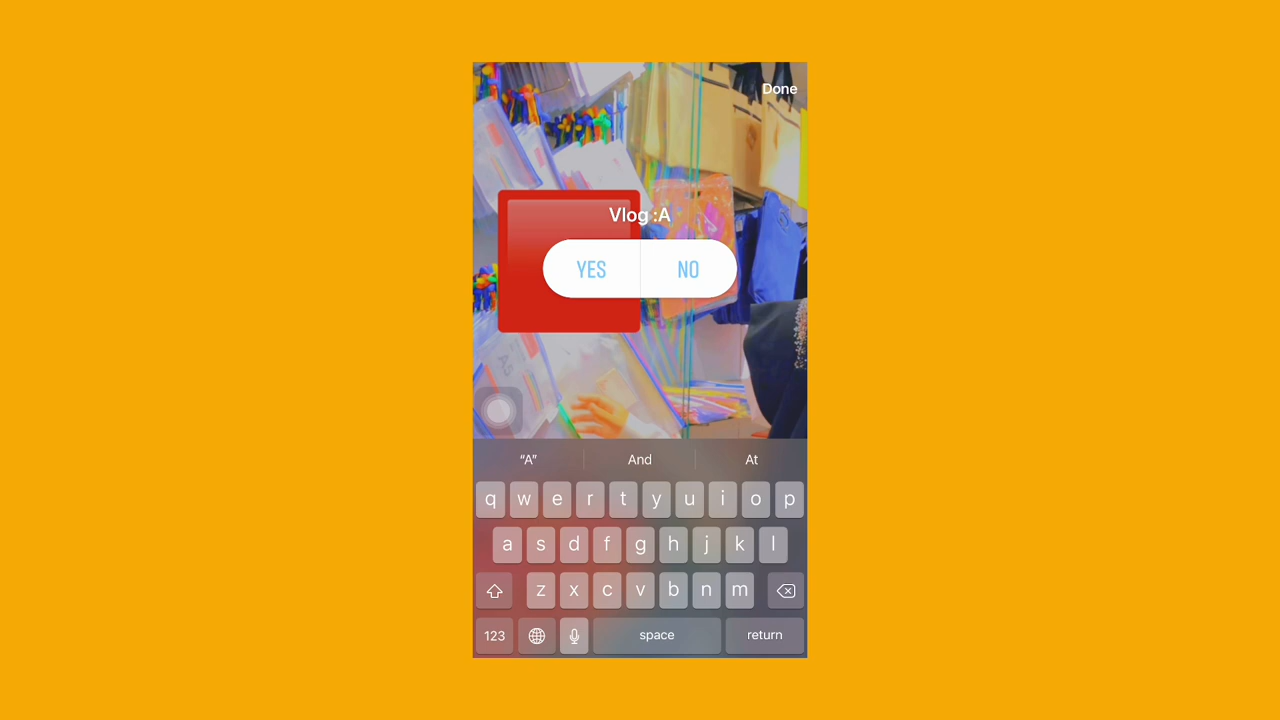 Done
Vlog :A
YES NO
“A” And At
q w e r t y u i o p
a s d f g h j k l
z x c v b n m
123 space return